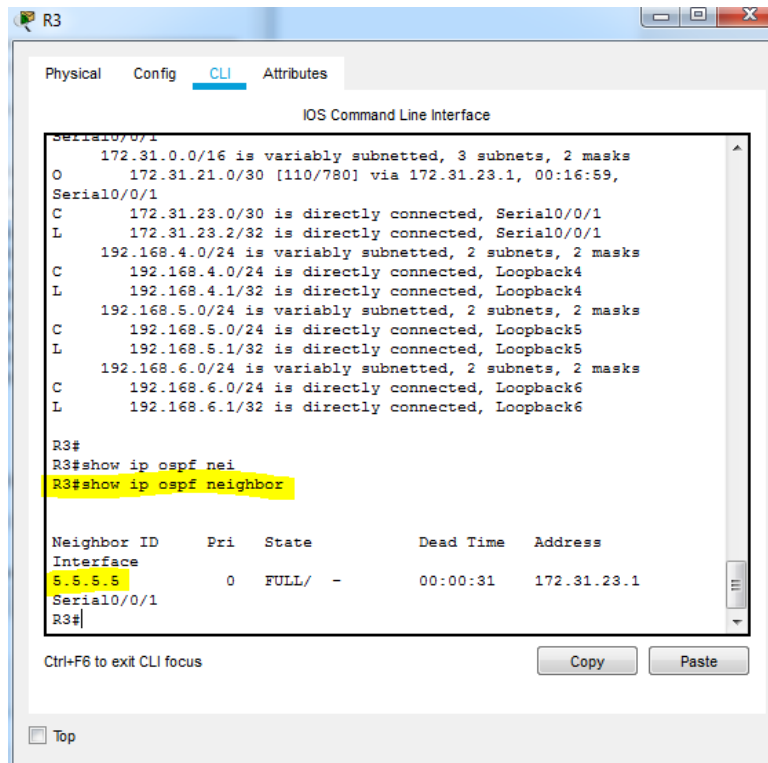 R3
Physical Config CLI Attributes
IOS Command Line Interface
Serial0/0/1
172.31.0.0/16 is variably subnetted, 3 subnets, 2 masks
O 172.31.21.0/30 [110/780] via 172.31.23.1, 00:16:59,
Serial0/0/1
C 172.31.23.0/30 is directly connected, Serial0/0/1
L 172.31.23.2/32 is directly connected, Serial0/0/1
192.168.4.0/24 is variably subnetted, 2 subnets, 2 masks
C 192.168.4.0/24 is directly connected, Loopback4
L 192.168.4.1/32 is directly connected, Loopback4
192.168.5.0/24 is variably subnetted, 2 subnets, 2 masks
C 192.168.5.0/24 is directly connected, Loopback5
L 192.168.5.1/32 is directly connected, Loopback5
192.168.6.0/24 is variably subnetted, 2 subnets, 2 masks
C 192.168.6.0/24 is directly connected, Loopback6
L 192.168.6.1/32 is directly connected, Loopback6
R3#
R3#show ip ospf nei
R3#show ip ospf neighbor
Neighbor ID Pri State Dead Time Address
Interface
5.5.5.5 0 FULL/ - 00:00:31 172.31.23.1
Serial0/0/1
R3#
Ctrl+F6 to exit CLI focus Copy Paste
Top